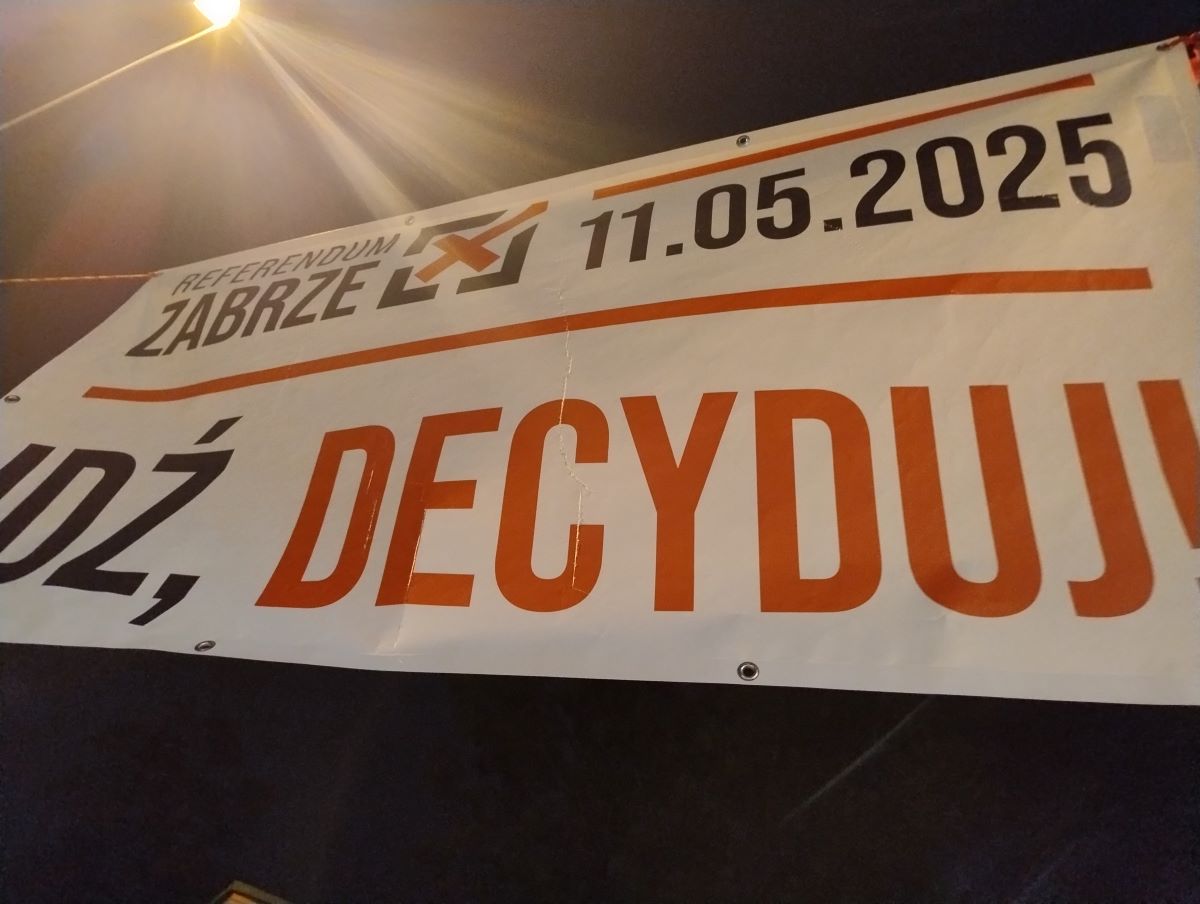 REFERENDUM
ZABRZE
11.05.2025
DECYDUJ!